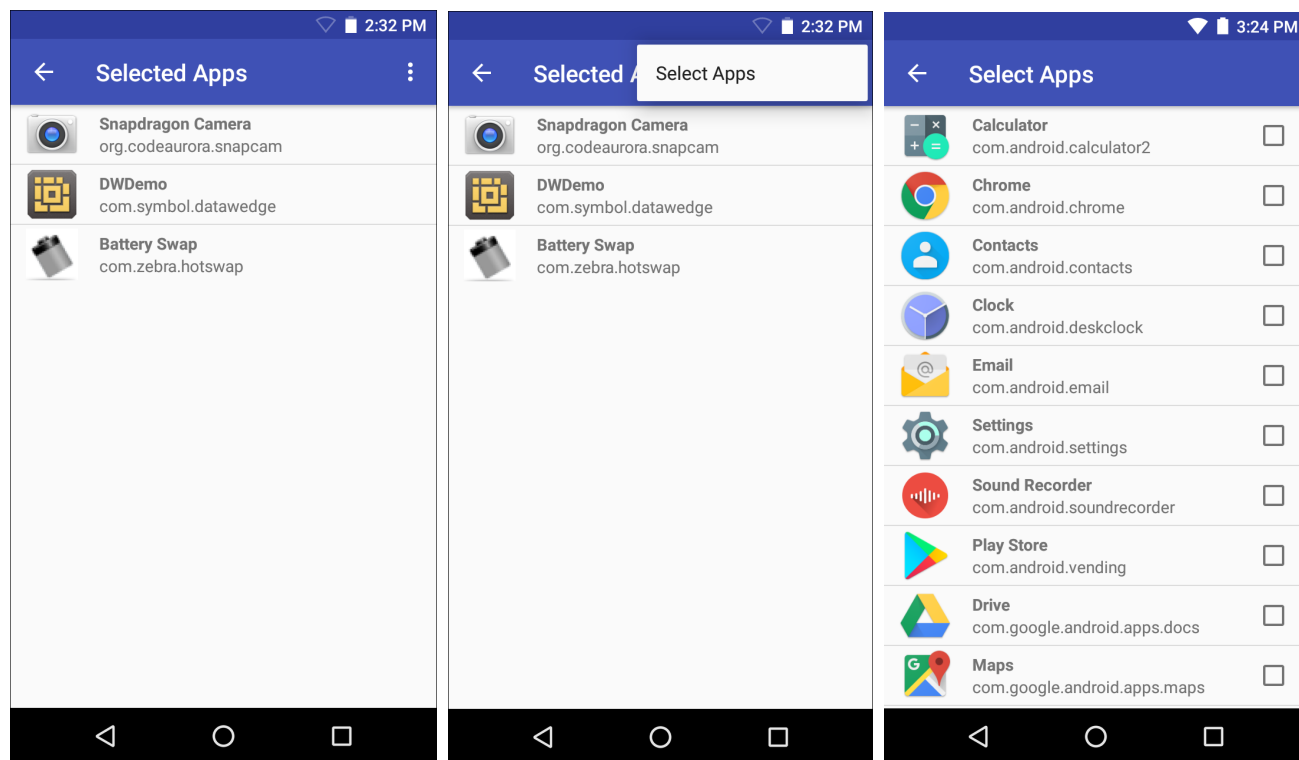 2:32 PM
Selected Apps
Snapdragon Camera
org.codeaurora.snapcam
DWDemo
com.symbol.datawedge
Battery Swap
com.zebra.hotswap
2:32 PM
Selected A
Select Apps
Snapdragon Camera
org.codeaurora.snapcam
DWDemo
com.symbol.datawedge
Battery Swap
com.zebra.hotswap
3:24 PM
Select Apps
Calculator
com.android.calculator2
Chrome
com.android.chrome
Contacts
com.android.contacts
Clock
com.android.deskclock
@
Email
com.android.email
Settings
com.android.settings
Sound Recorder
com.android.soundrecorder
Play Store
com.android.vending
Drive
com.google.android.apps.docs
G
Maps
com.google.android.apps.maps